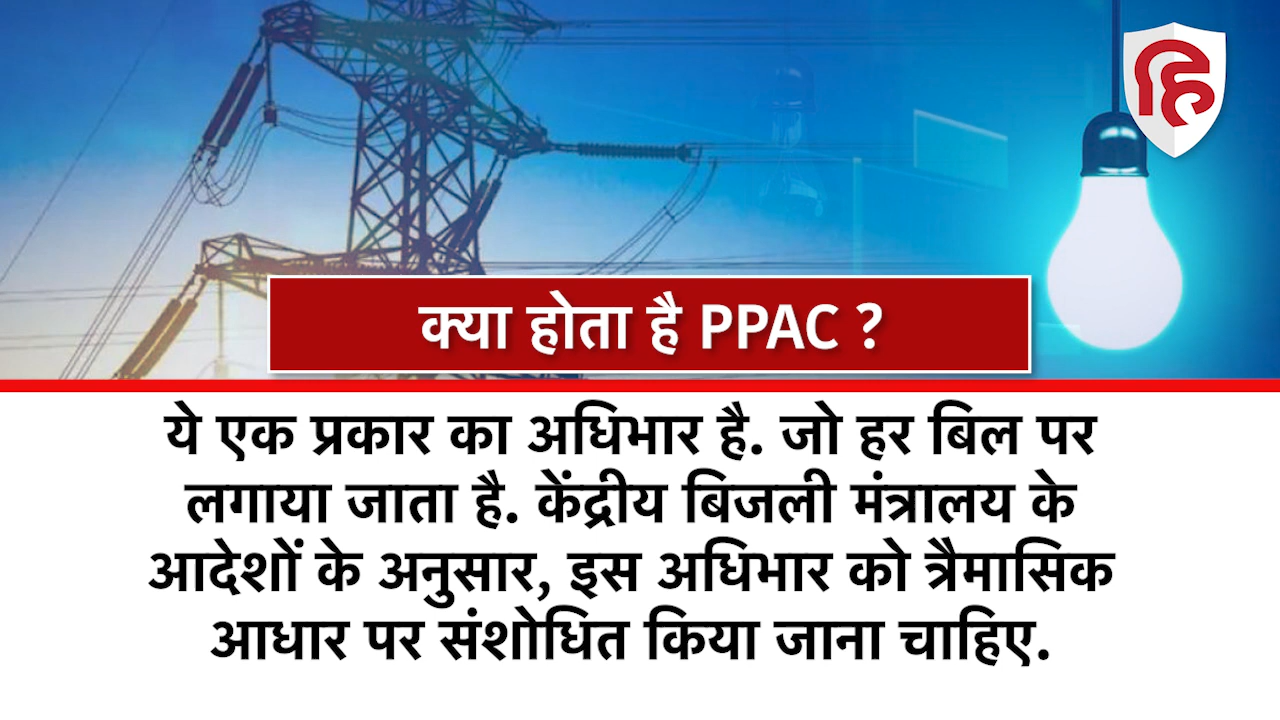 हि
क्या होता है PPAC ?
ये एक प्रकार का अधिभार है. जो हर बिल पर
लगाया जाता है. केंद्रीय बिजली मंत्रालय के
आदेशों के अनुसार, इस अधिभार को त्रैमासिक
आधार पर संशोधित किया जाना चाहिए.